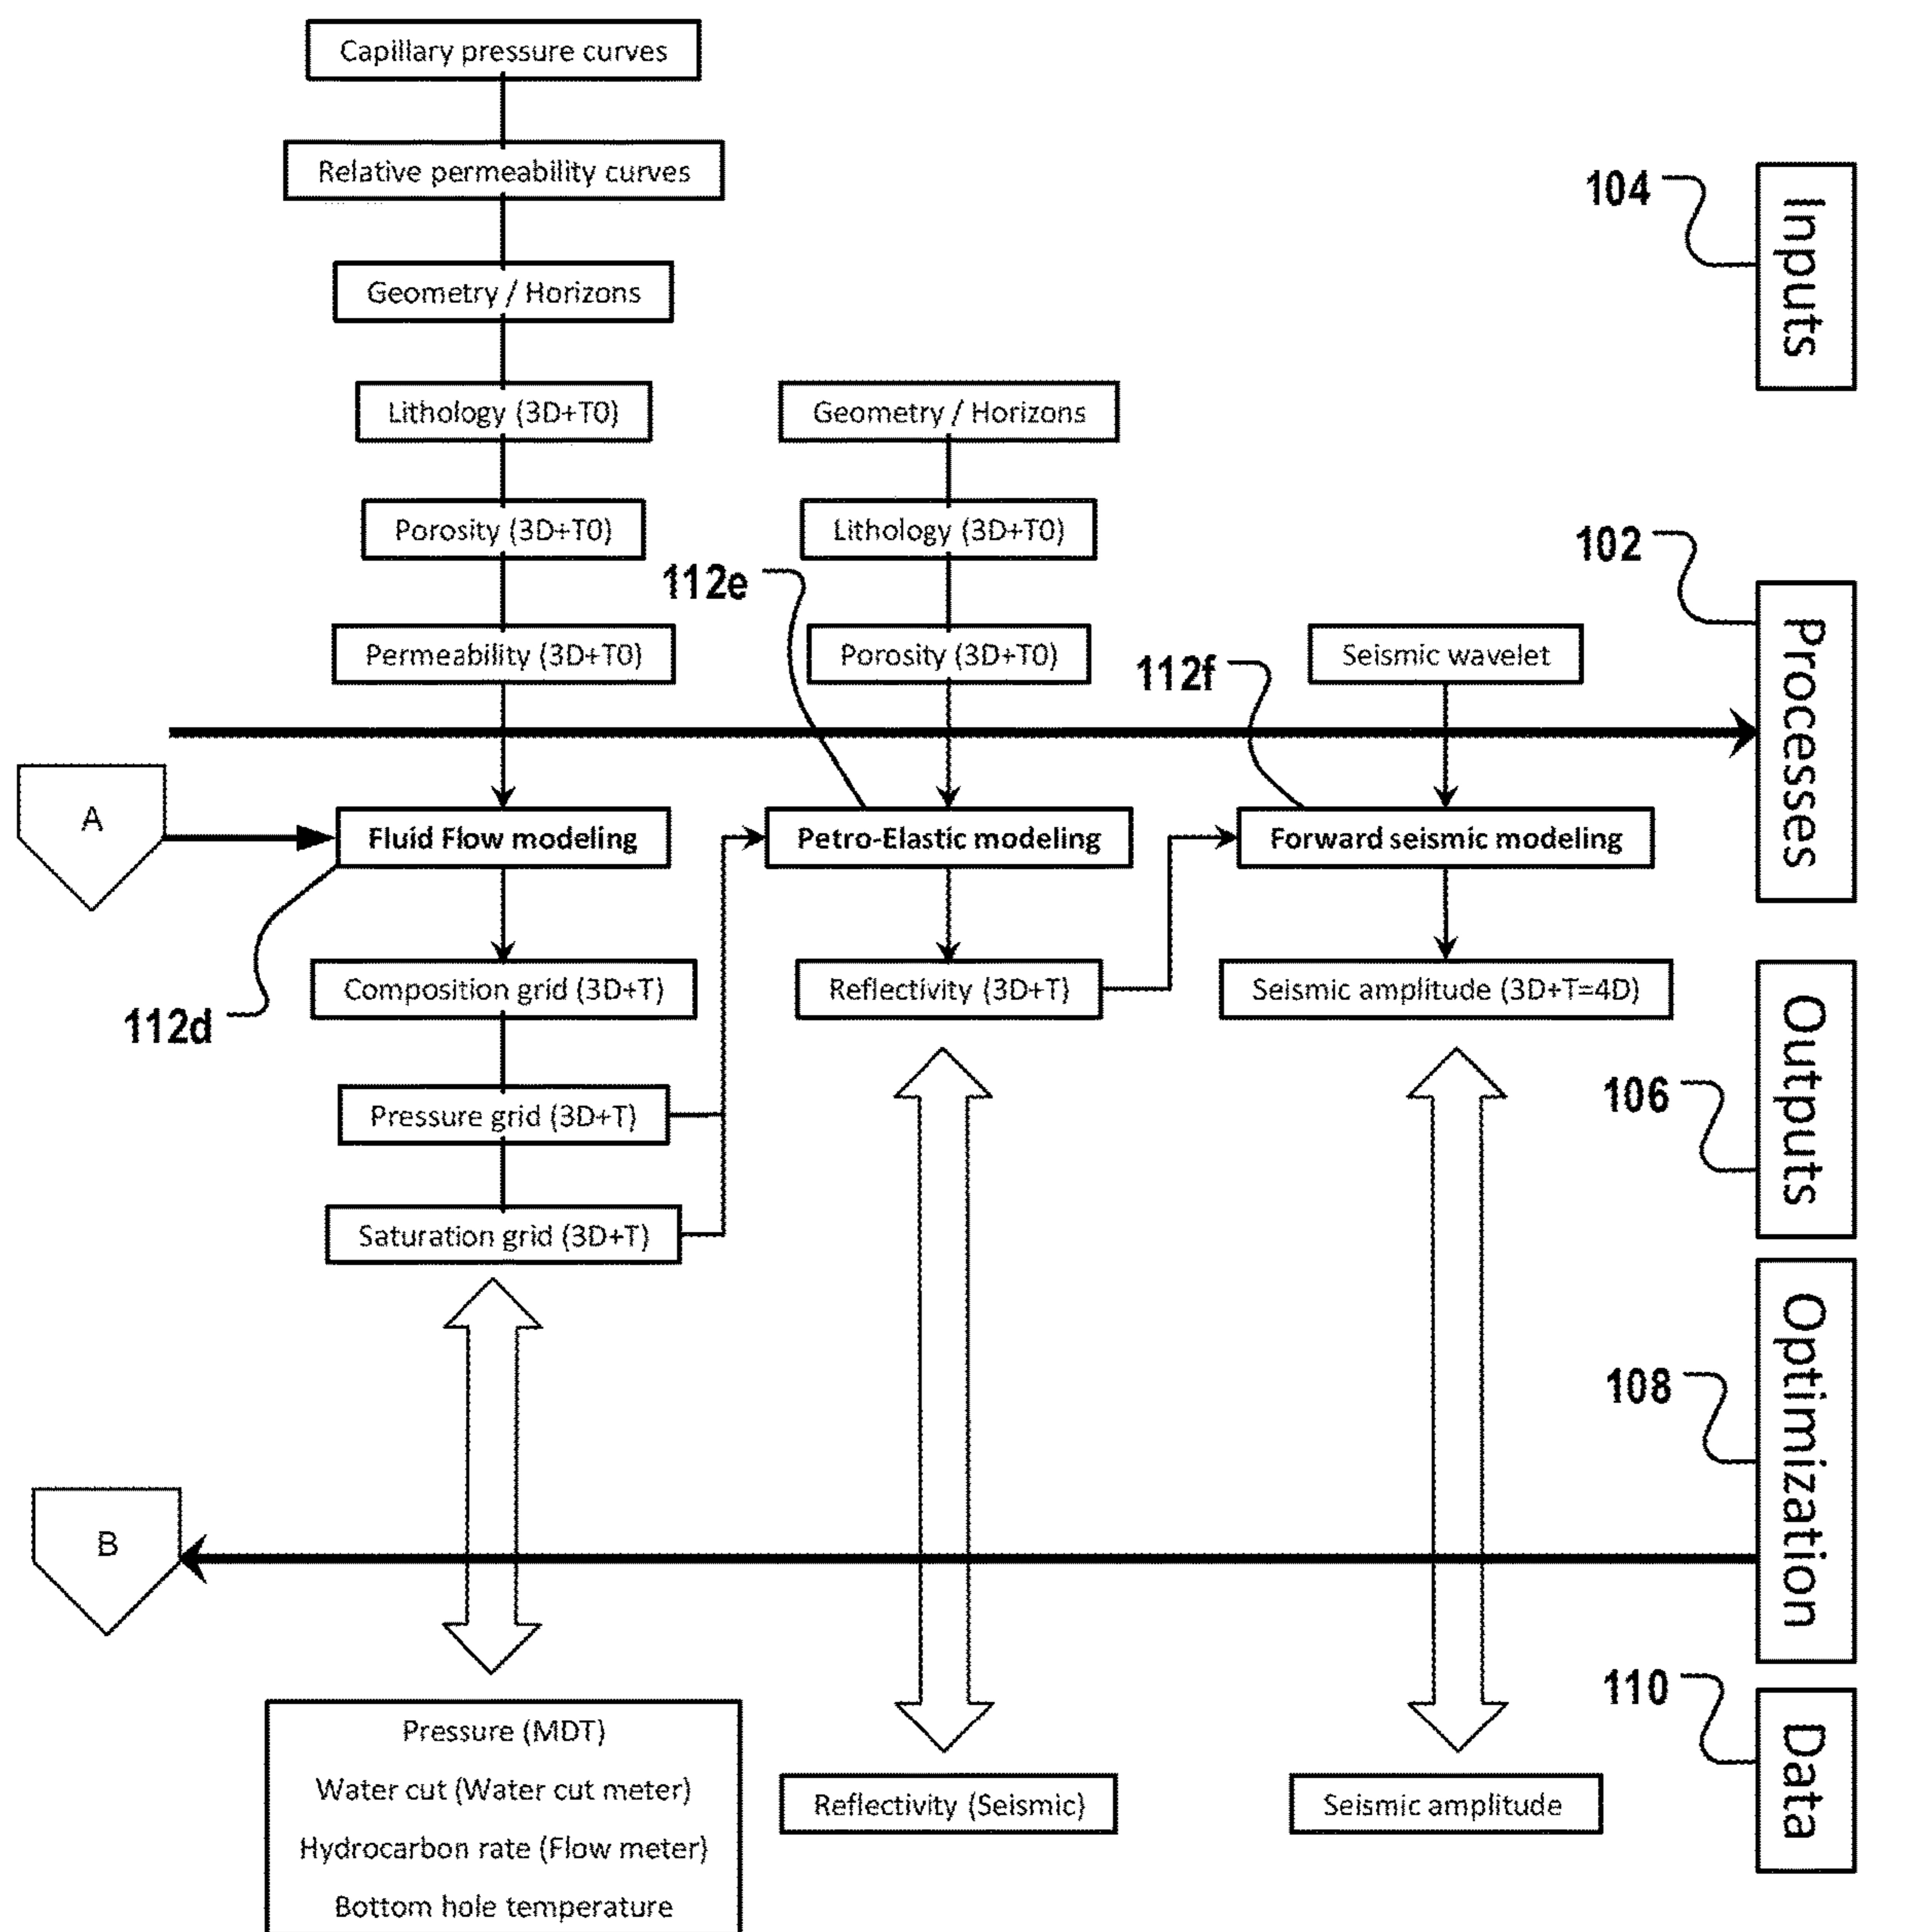 Capillary pressure curves
Relative permeability curves
104
Inputs
Geometry / Horizons
Lithology (3D+T0)
Geometry / Horizons
Porosity (3D+T0)
Lithology (3D+T0)
102
Processes
112e
Permeability (3D+T0)
Porosity (3D+T0)
112f
Seismic wavelet
A
Fluid Flow modeling
Petro-Elastic modeling
Forward seismic modeling
112d
Composition grid (3D+T)
Reflectivity (3D+T)
Seismic amplitude (3D+T=4D)
Outputs
106
Pressure grid (3D+T)
Saturation grid (3D+T)
108
Optimization
B
110
Data
Pressure (MDT)
Water cut (Water cut meter)
Hydrocarbon rate (Flow meter)
Bottom hole temperature
Reflectivity (Seismic)
Seismic amplitude